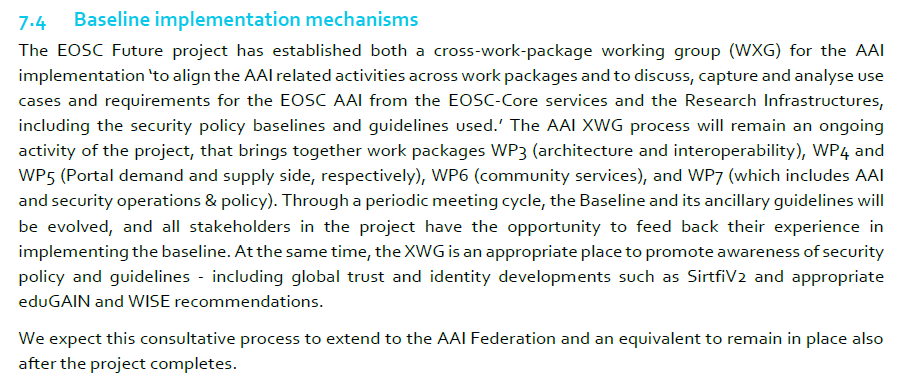 7.4 Baseline implementation mechanisms
The EOSC Future project has established both a cross-work-package working group (WXG) for the AAI
implementation ‘to align the AAI related activities across work packages and to discuss, capture and analyse use
cases and requirements for the EOSC AAI from the EOSC-Core services and the Research Infrastructures,
including the security policy baselines and guidelines used.’ The AAI XWG process will remain an ongoing
activity of the project, that brings together work packages WP3 (architecture and interoperability), WP4 and
WP5 (Portal demand and supply side, respectively), WP6 (community services), and WP7 (which includes AAI
and security operations & policy). Through a periodic meeting cycle, the Baseline and its ancillary guidelines will
be evolved, and all stakeholders in the project have the opportunity to feed back their experience in
implementing the baseline. At the same time, the XWG is an appropriate place to promote awareness of security
policy and guidelines - including global trust and identity developments such as SirtfiV2 and appropriate
eduGAIN and WISE recommendations.
We expect this consultative process to extend to the AAI Federation and an equivalent to remain in place also
after the project completes.